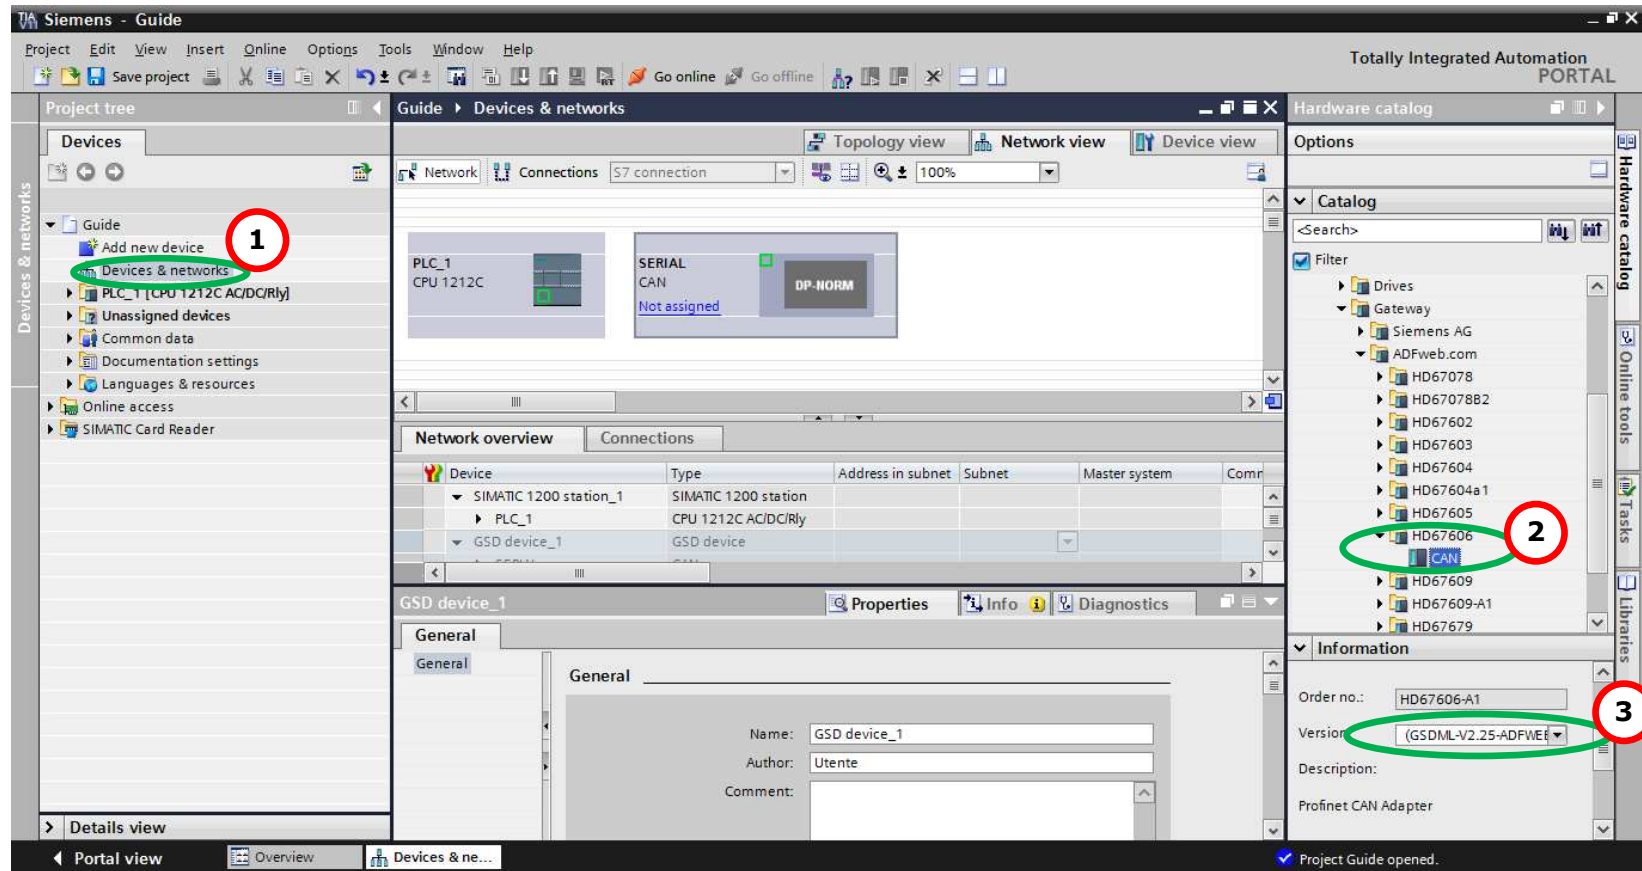 Siemens - Guide
Project Edit View Insert Online Options Tools Window Help
Totally Integrated Automation
PORTAL
Save project
Go online
Go offline
Project tree
Devices
Devices & networks
Guide
Add new device
Devices & networks
PLC_1 [CPU 1212C AC/DC/Rly]
Unassigned devices
Common data
Documentation settings
Languages & resources
Online access
SIMATIC Card Reader
1
Details view
Guide Devices & networks
Topology view
Network view
Device view
Network
Connections
S7 connection
100%
PLC_1
CPU 1212C
SERIAL
CAN
Not assigned
DP-NORM
Network overview
Connections
Device Type Address in subnet Subnet Master system Comr
SIMATIC 1200 station_1 SIMATIC 1200 station
PLC_1 CPU 1212C AC/DC/Rly
GSD device_1 GSD device
GSD device_1
Properties
Info
Diagnostics
General
General
General
Name: GSD device_1
Author: Utente
Comment:
Hardware catalog
Options
Catalog
<Search>
Filter
Drives
Gateway
Siemens AG
ADFweb.com
HD67078
HD67078B2
HD67602
HD67603
HD67604
HD67604a1
HD67605
HD67606
CAN
HD67609
HD67609-A1
HD67679
2
Information
Order no.: HD67606-A1
Version (GSDML-V2.25-ADFWEE
3
Description:
Profinet CAN Adapter
Hardware catalog
Online tools
Tasks
Libraries
Portal view
Overview
Devices & ne...
Project Guide opened.